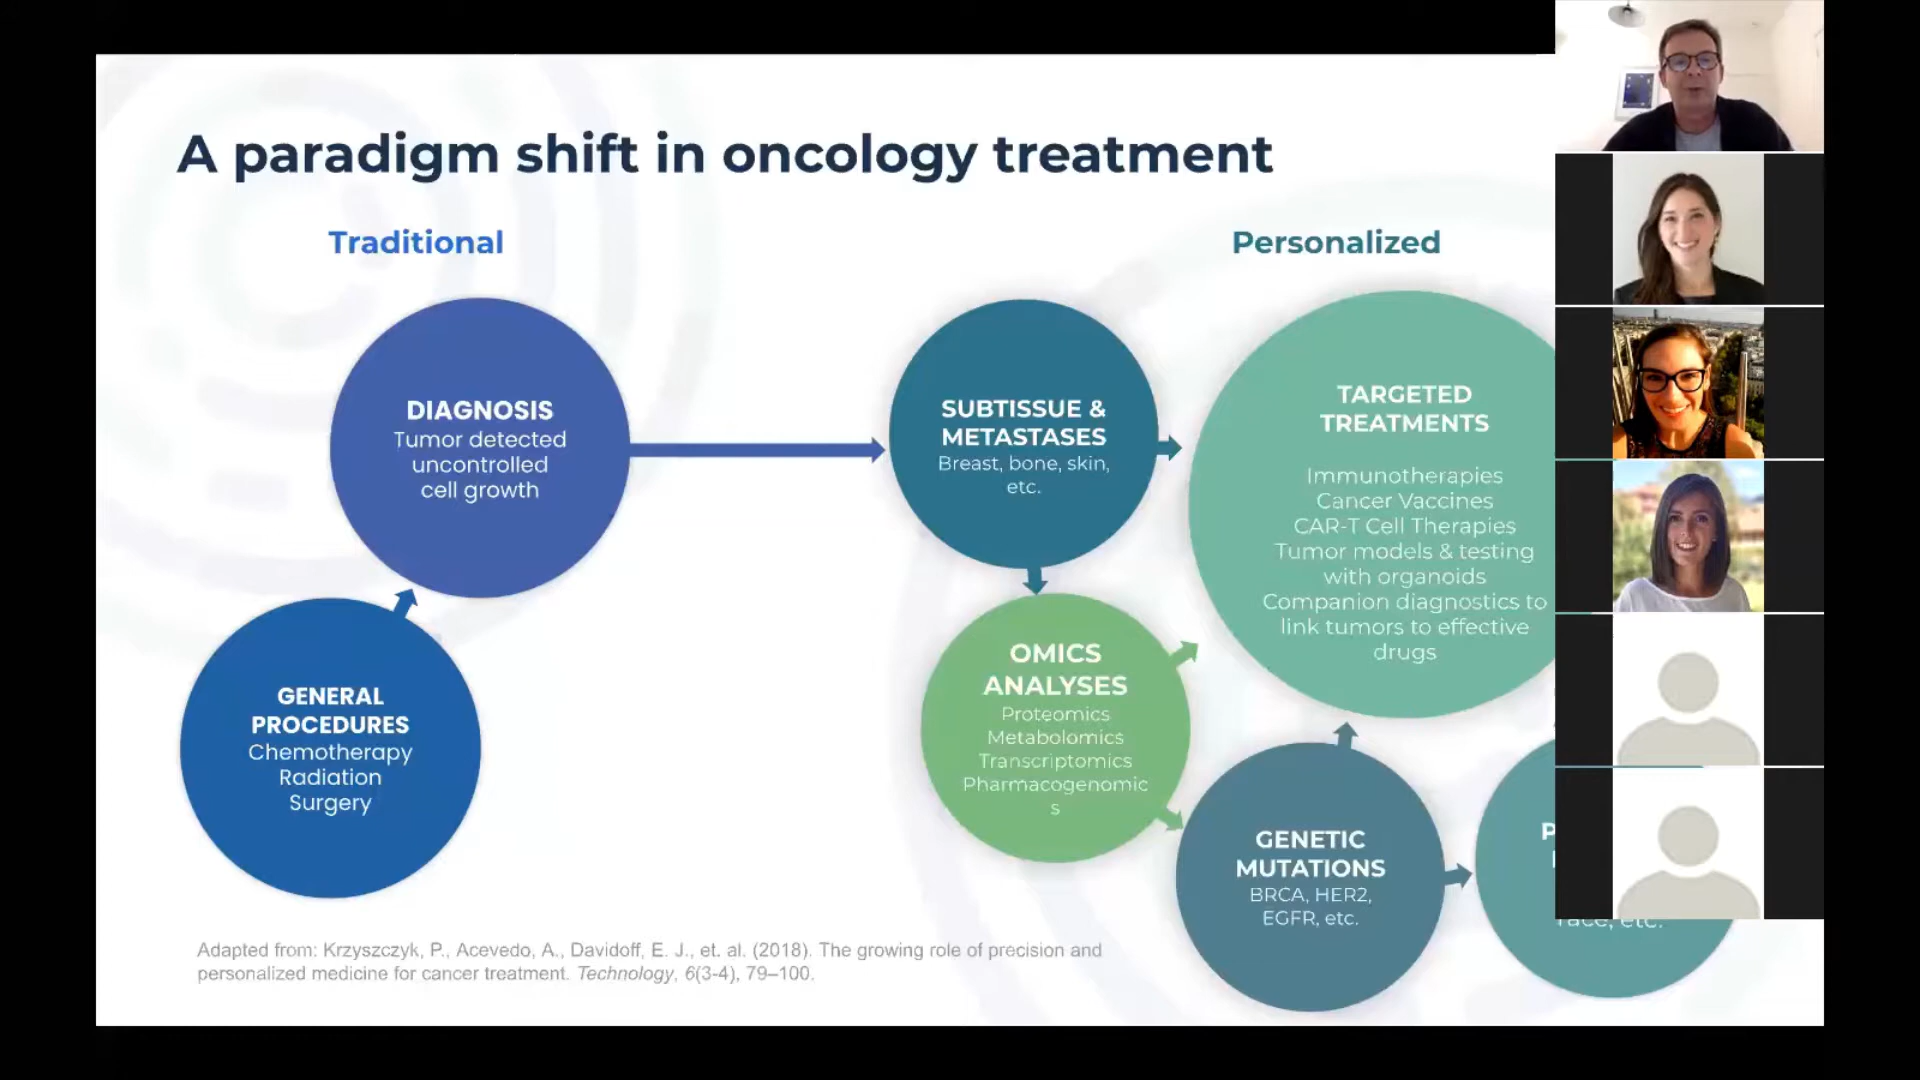 A paradigm shift in oncology treatment
Traditional
Personalized
DIAGNOSIS
Tumor detected
uncontrolled
cell growth
GENERAL
PROCEDURES
Chemotherapy
Radiation
Surgery
SUBTISSUE &
METASTASES
Breast, bone, skin,
etc.
OMICS
ANALYSES
Proteomics
Metabolomics
Transcriptomics
Pharmacogenomic
s
TARGETED
TREATMENTS
Immunotherapies
Cancer Vaccines
CAR-T Cell Therapies
Tumor models & testing
with organoids
Companion diagnostics to
link tumors to effective
drugs
GENETIC
MUTATIONS
BRCA, HER2,
EGFR, etc.
etc.
Adapted from: Krzyszczyk, P., Acevedo, A., Davidoff, E. J., et. al. (2018). The growing role of precision and
personalized medicine for cancer treatment. Technology, 6(3-4), 79–100.